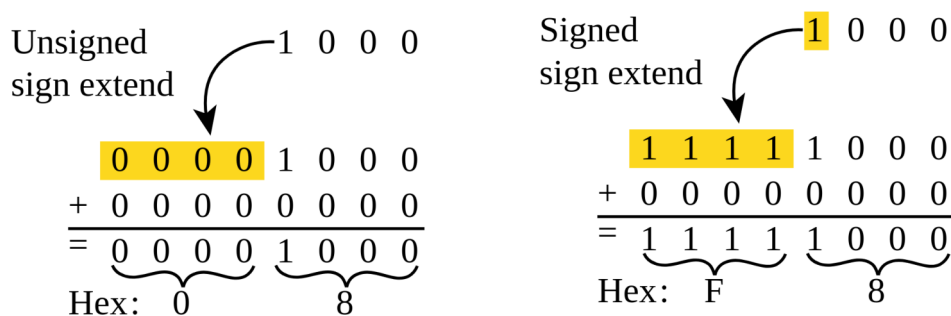 Unsigned
sign extend
1 0 0 0
0 0 0 0 1 0 0 0
+ 0 0 0 0 0 0 0 0
= 0 0 0 0 1 0 0 0
Hex: 0 8
Signed
sign extend
1 0 0 0
1 1 1 1 1 0 0 0
+ 0 0 0 0 0 0 0 0
= 1 1 1 1 1 0 0 0
Hex: F 8